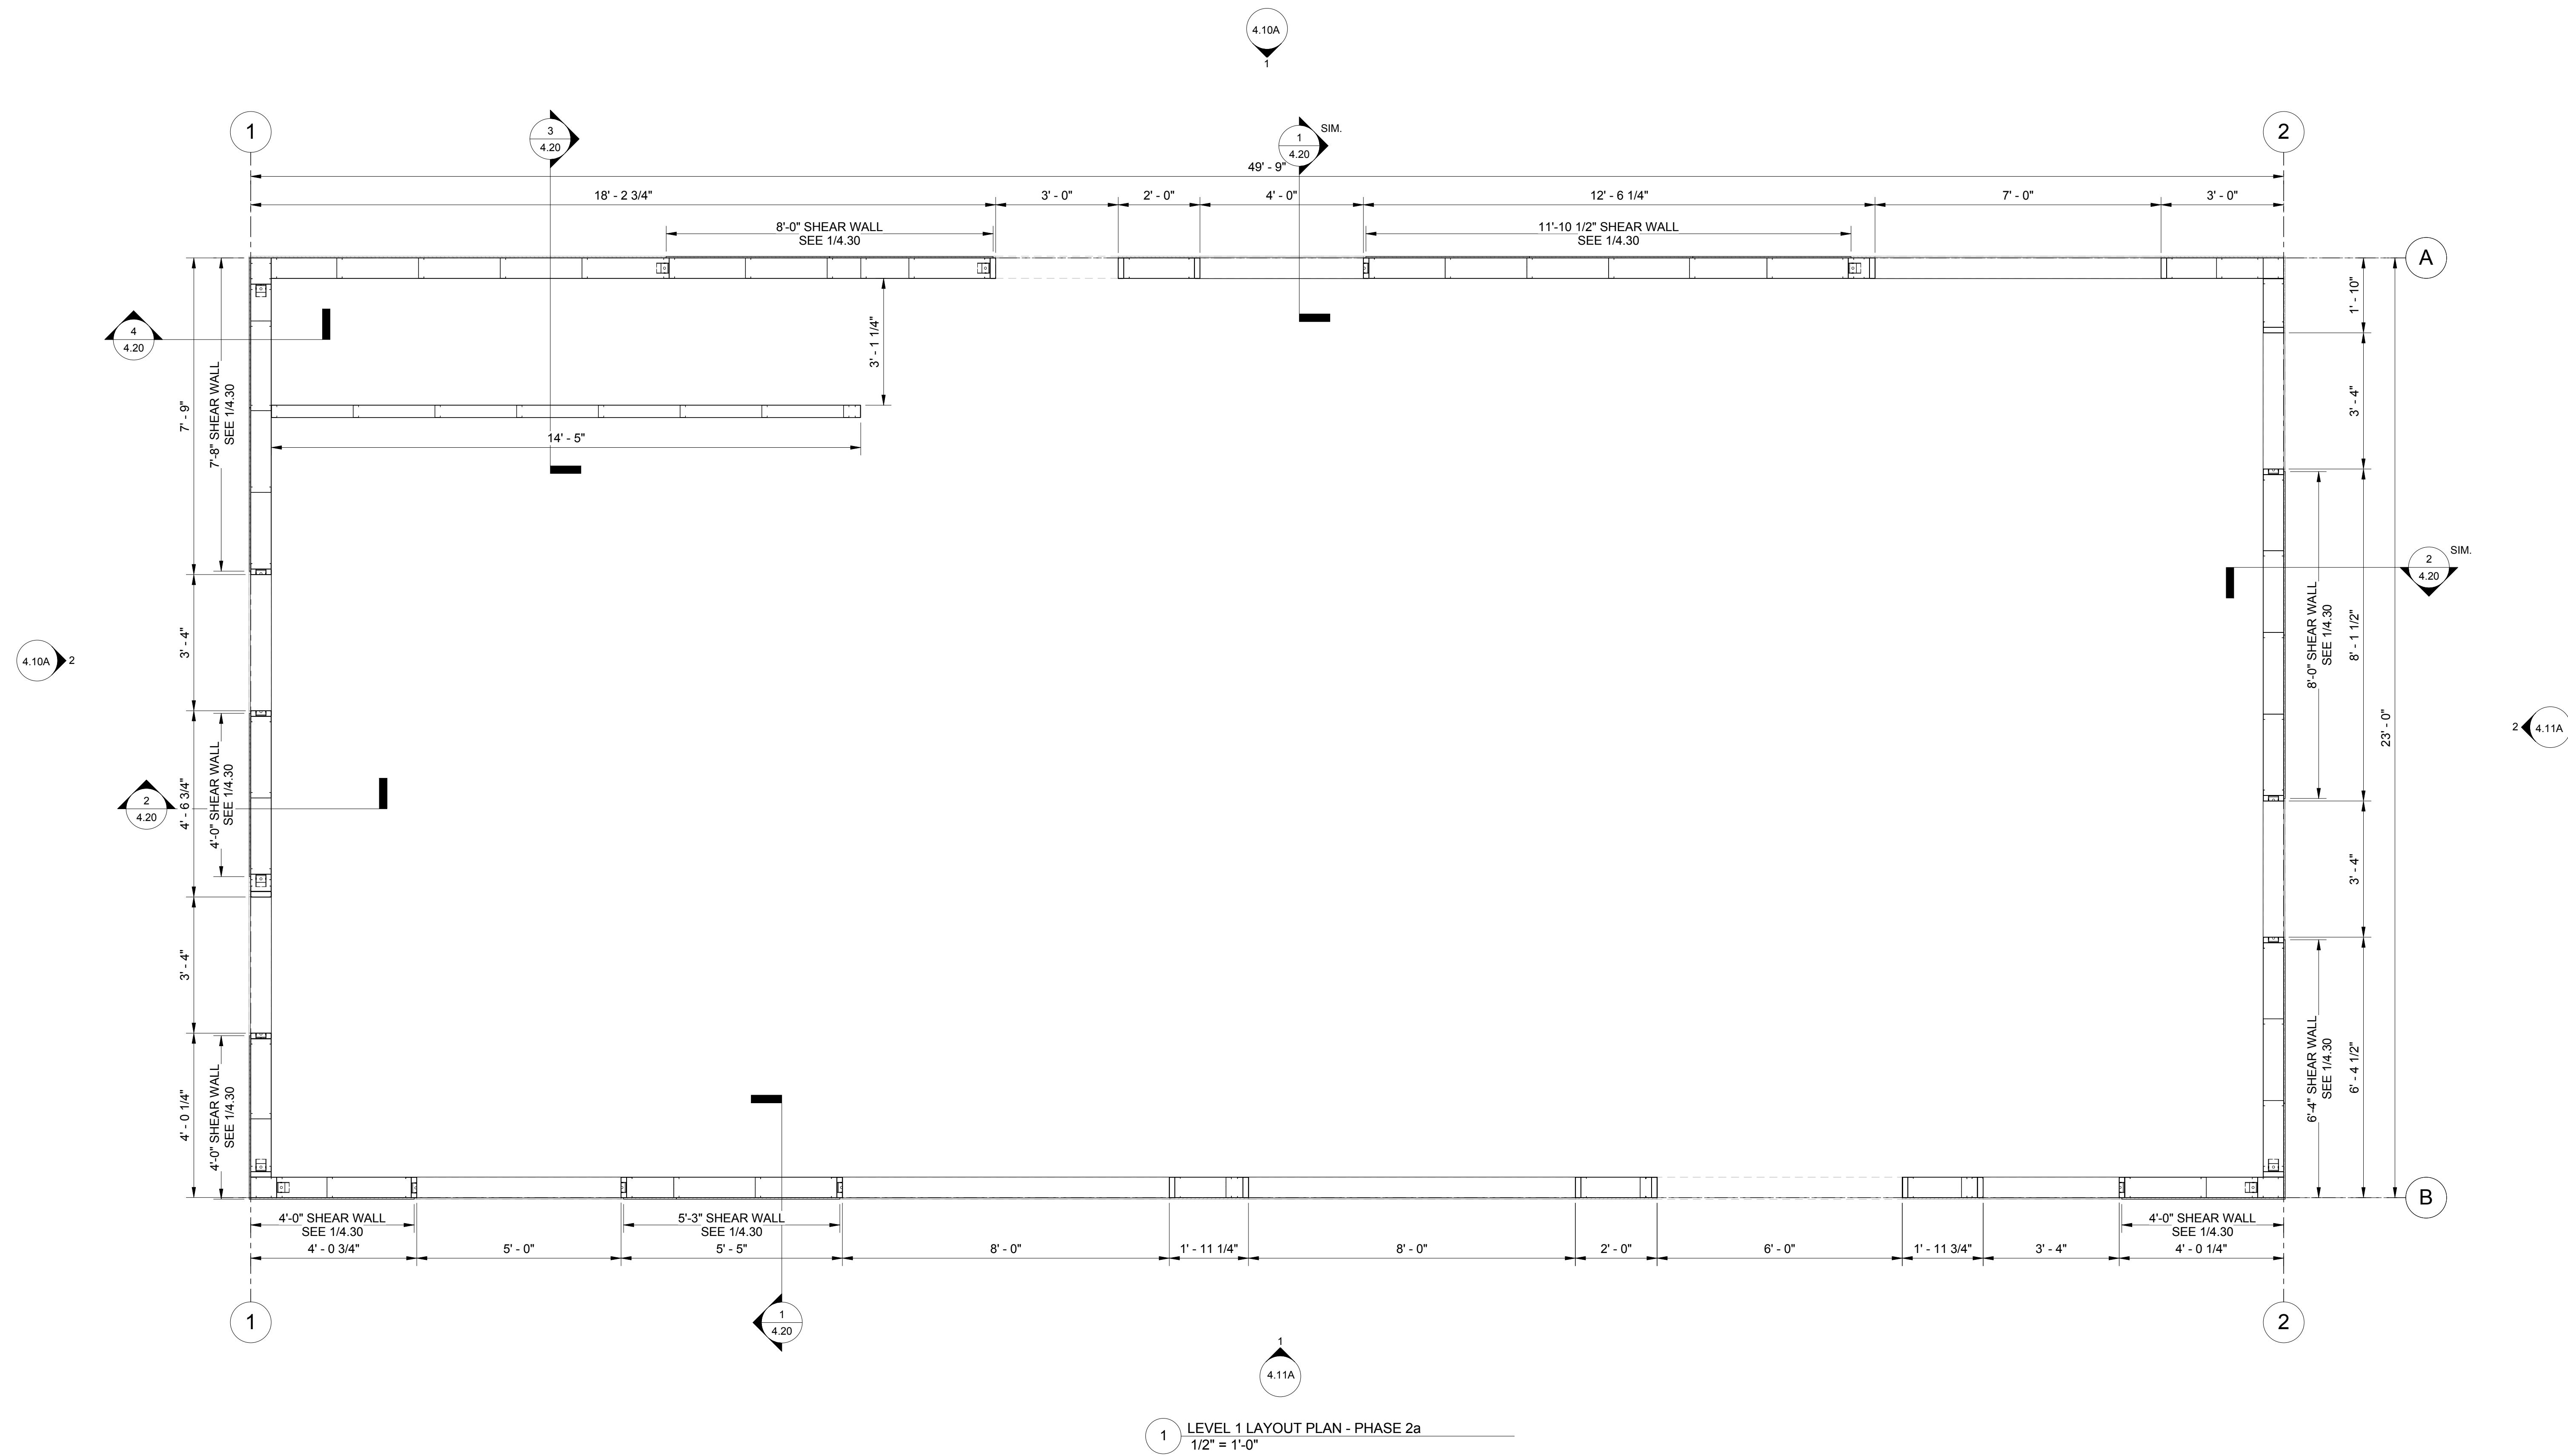 4.10A
1
1
3
4.20
1
4.20
SIM.
2
49' - 9"
18' - 2 3/4"
3' - 0"
2' - 0"
4' - 0"
12' - 6 1/4"
7' - 0"
3' - 0"
8'-0" SHEAR WALL
SEE 1/4.30
11'-10 1/2" SHEAR WALL
SEE 1/4.30
A
4
4.20
7' - 9"
7'-8" SHEAR WALL
SEE 1/4.30
3' - 1 1/4"
14' - 5"
1' - 10"
3' - 4"
2
4.20
SIM.
4.10A
2
3' - 4"
4' - 6 3/4"
4'-0" SHEAR WALL
SEE 1/4.30
2
4.20
8'-0" SHEAR WALL
SEE 1/4.30
8' - 1 1/2"
23' - 0"
2
4.11A
3' - 4"
3' - 4"
4' - 0 1/4"
4'-0" SHEAR WALL
SEE 1/4.30
6'-4" SHEAR WALL
SEE 1/4.30
6' - 4 1/2"
B
4'-0" SHEAR WALL
SEE 1/4.30
5'-3" SHEAR WALL
SEE 1/4.30
4'-0" SHEAR WALL
SEE 1/4.30
4' - 0 3/4"
5' - 0"
5' - 5"
8' - 0"
1' - 11 1/4"
8' - 0"
2' - 0"
6' - 0"
1' - 11 3/4"
3' - 4"
4' - 0 1/4"
1
1
4.20
2
1
4.11A
1
LEVEL 1 LAYOUT PLAN - PHASE 2a
1/2" = 1'-0"